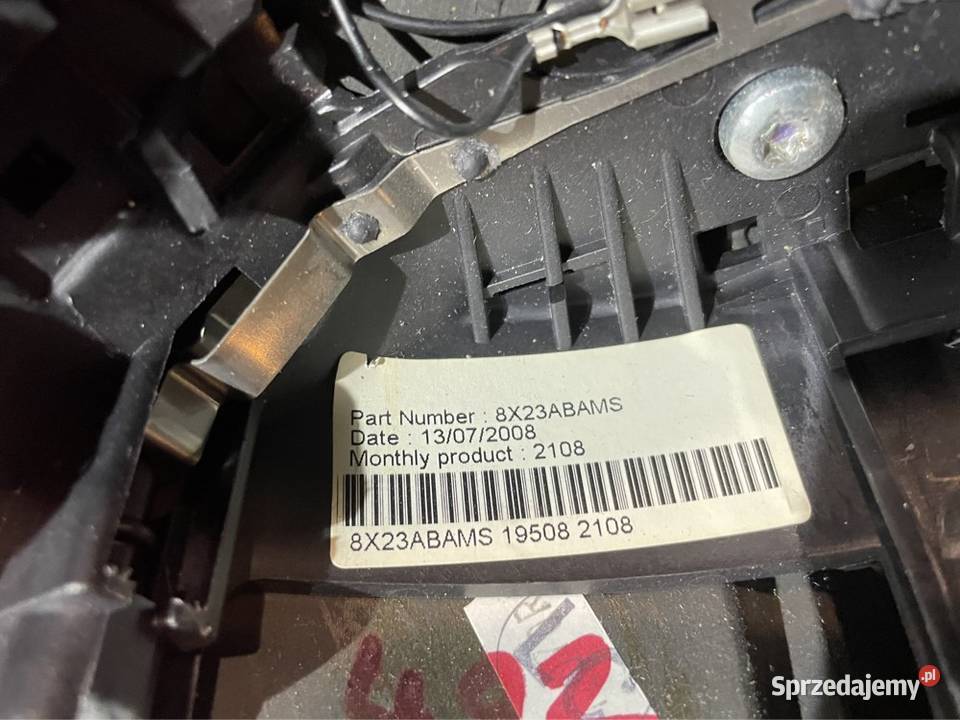 Part Number : 8X23ABAMS
Date : 13/07/2008
Monthly product : 2108
8X23ABAMS 19508 2108
Sprzedajemy.pl